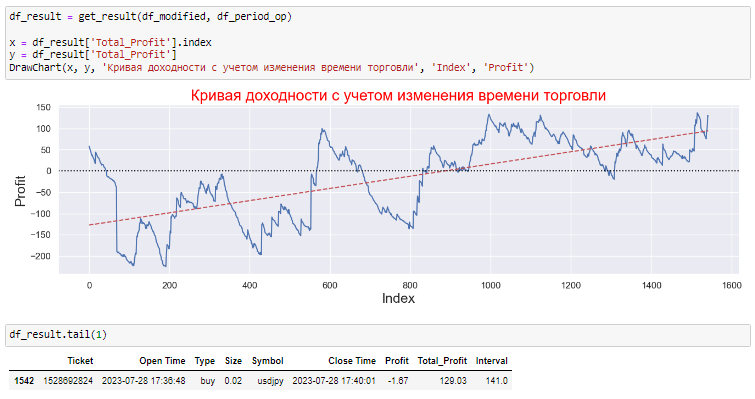 df_result = get_result(df_modified, df_period_op)
x = df_result['Total_Profit'].index
y = df_result['Total_Profit']
DrawChart(x, y, 'Кривая доходности с учетом изменения времени торговли', 'Index', 'Profit')
Кривая доходности с учетом изменения времени торговли
150
100
50
0
−50
−100
−150
−200
Profit
0 200 400 600 800 1000 1200 1400 1600
Index
df_result.tail(1)
Ticket Open Time Type Size Symbol Close Time Profit Total_Profit Interval
1542 1528692824 2023-07-28 17:36:48 buy 0.02 usdjpy 2023-07-28 17:40:01 -1.67 129.03 141.0